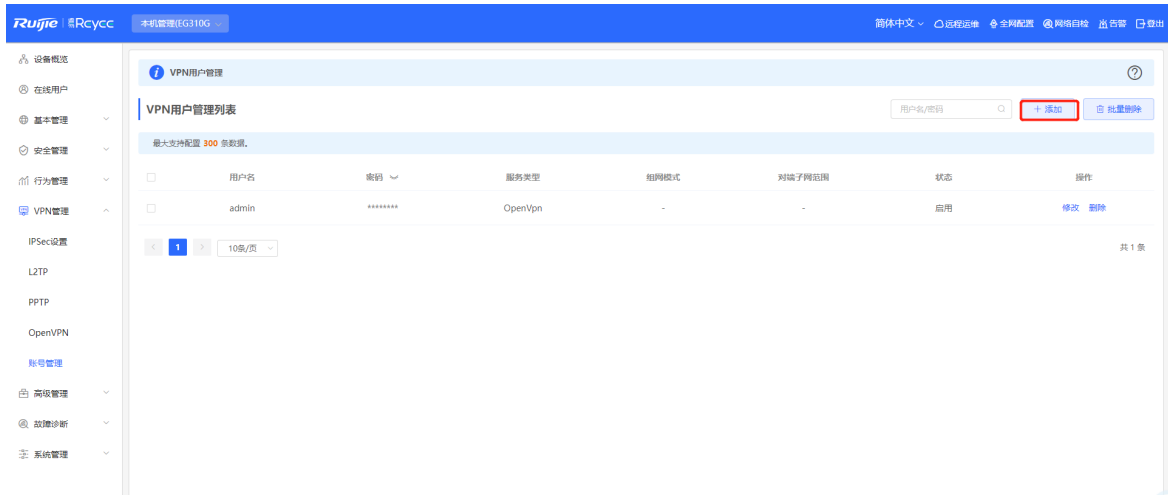 Ruijie 睿Rcycc 本机管理(EG310G 简体中文 远程运维 全网配置 网络自检 告警 登出
设备概览
在线用户
基本管理
安全管理
行为管理
VPN管理
IPSec设置
L2TP
PPTP
OpenVPN
账号管理
高级管理
故障诊断
系统管理
VPN用户管理
VPN用户管理列表 用户名/密码 + 添加 批量删除
最大支持配置 300 条数据。
用户名 密码 服务类型 组网模式 对端子网范围 状态 操作
admin ******** OpenVpn - - 启用 修改 删除
< 1 > 10条/页 共 1 条